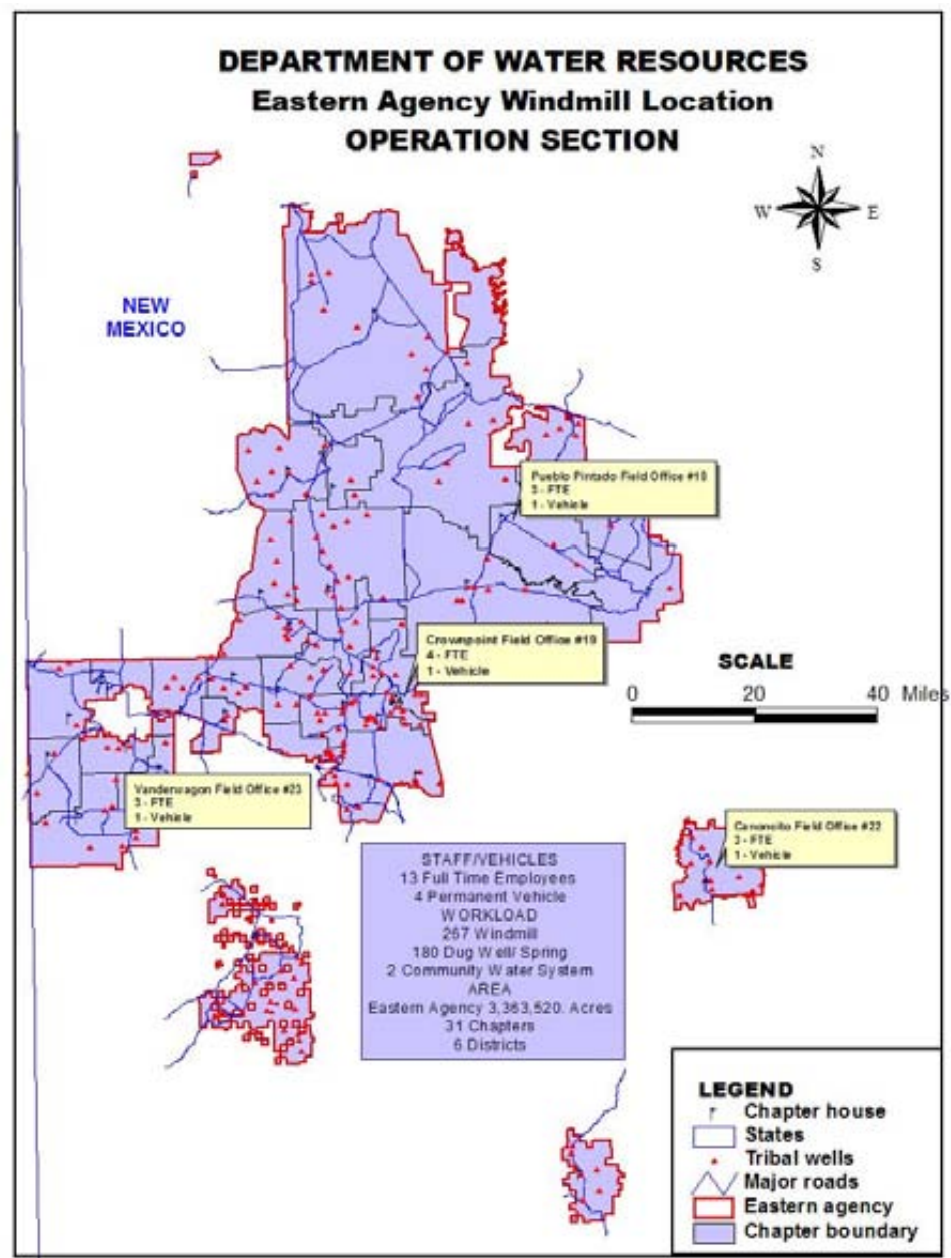 DEPARTMENT OF WATER RESOURCES
Eastern Agency Windmill Location
OPERATION SECTION
N
W E
S
NEW
MEXICO
Pueblo Pintado Field Office #18
3 - FTE
1 - Vehicle
Crownpoint Field Office #19
4 - FTE
1 - Vehicle
SCALE
0 20 40 Miles
Vanderwagon Field Office #23
3 - FTE
1 - Vehicle
Canoncito Field Office #22
3 - FTE
1 - Vehicle
STAFF/VEHICLES
13 Full Time Employees
4 Permanent Vehicle
WORKLOAD
267 Windmill
180 Dug Well/ Spring
2 Community Water System
AREA
Eastern Agency 3,363,520. Acres
31 Chapters
6 Districts
LEGEND
Chapter house
States
Tribal wells
Major roads
Eastern agency
Chapter boundary